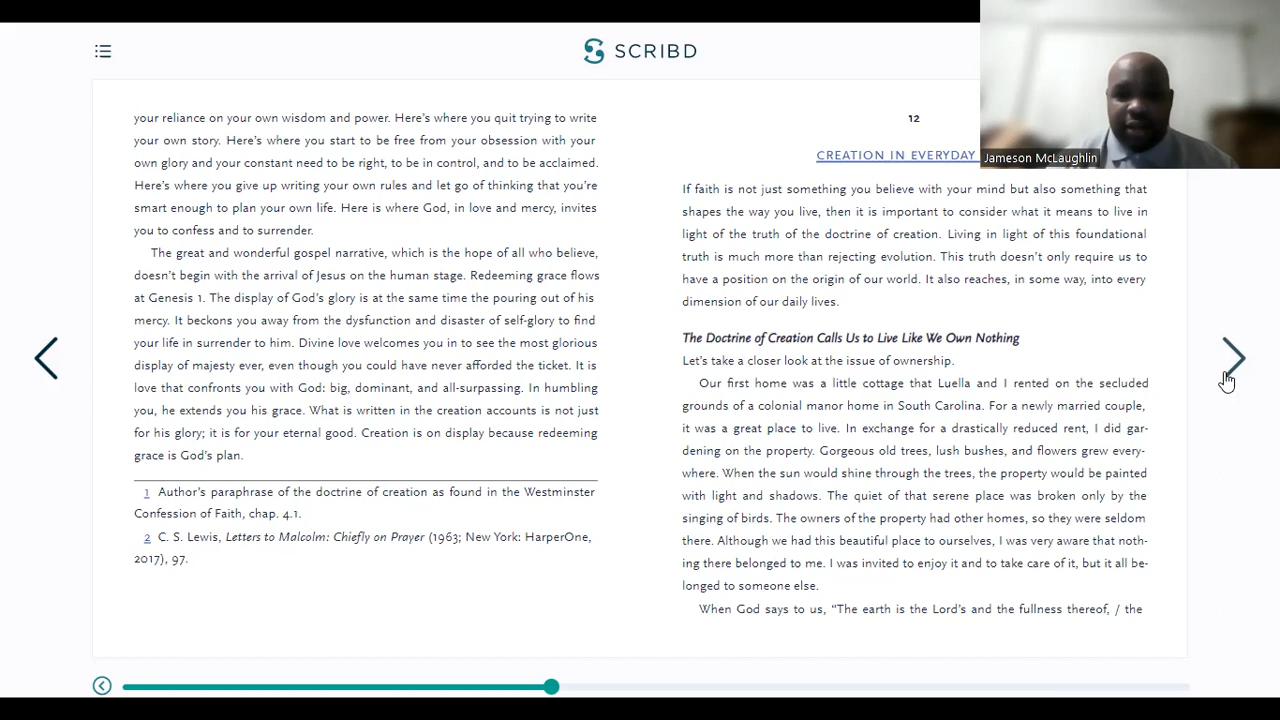 SCRIBD
your reliance on your own wisdom and power. Here's where you quit trying to write
your own story. Here's where you start to be free from your obsession with your
own glory and your constant need to be right, to be in control, and to be acclaimed.
Here's where you give up writing your own rules and let go of thinking that you're
smart enough to plan your own life. Here is where God, in love and mercy, invites
you to confess and to surrender.
The great and wonderful gospel narrative, which is the hope of all who believe,
doesn't begin with the arrival of Jesus on the human stage. Redeeming grace flows
at Genesis 1. The display of God's glory is at the same time the pouring out of his
mercy. It beckons you away from the dysfunction and disaster of self-glory to find
your life in surrender to him. Divine love welcomes you in to see the most glorious
display of majesty ever, even though you could have never afforded the ticket. It is
love that confronts you with God: big, dominant, and all-surpassing. In humbling
you, he extends you his grace. What is written in the creation accounts is not just
for his glory; it is for your eternal good. Creation is on display because redeeming
grace is God's plan.
1 Author's paraphrase of the doctrine of creation as found in the Westminster
Confession of Faith, chap. 4.1.
2 C. S. Lewis, Letters to Malcolm: Chiefly on Prayer (1963; New York: HarperOne,
2017), 97.
12
CREATION IN EVERYDAY
Jameson McLaughlin
If faith is not just something you believe with your mind but also something that
shapes the way you live, then it is important to consider what it means to live in
light of the truth of the doctrine of creation. Living in light of this foundational
truth is much more than rejecting evolution. This truth doesn't only require us to
have a position on the origin of our world. It also reaches, in some way, into every
dimension of our daily lives.
The Doctrine of Creation Calls Us to Live Like We Own Nothing
Let's take a closer look at the issue of ownership.
Our first home was a little cottage that Luella and I rented on the secluded
grounds of a colonial manor home in South Carolina. For a newly married couple,
it was a great place to live. In exchange for a drastically reduced rent, I did gar-
dening on the property. Gorgeous old trees, lush bushes, and flowers grew every-
where. When the sun would shine through the trees, the property would be painted
with light and shadows. The quiet of that serene place was broken only by the
singing of birds. The owners of the property had other homes, so they were seldom
there. Although we had this beautiful place to ourselves, I was very aware that noth-
ing there belonged to me. I was invited to enjoy it and to take care of it, but it all be-
longed to someone else.
When God says to us, "The earth is the Lord's and the fullness thereof, / the